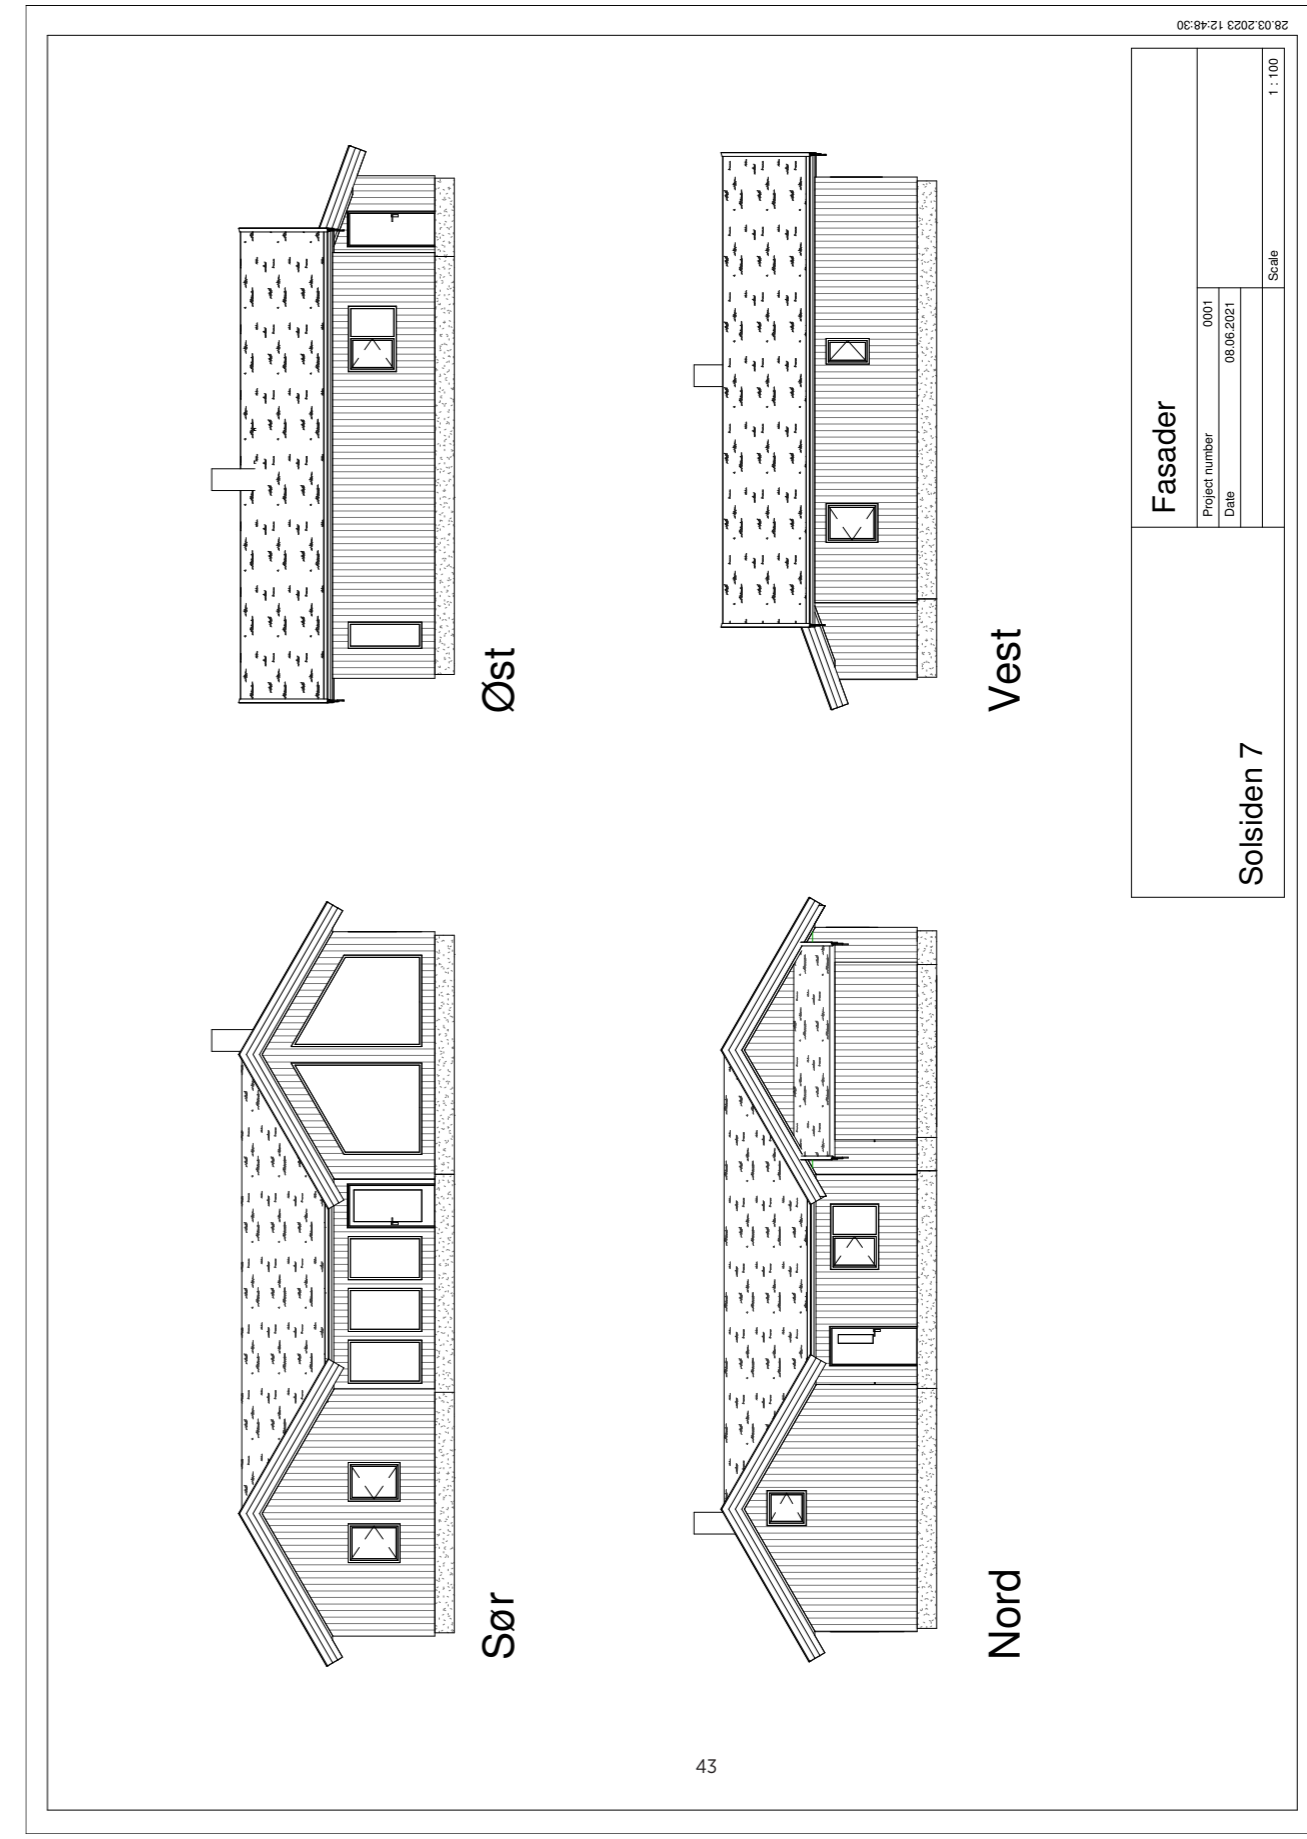 Sør
Øst
Nord
Vest
Solsiden 7
Fasader
Project number 0001
Date 08.06.2021
Scale 1 : 100
28.03.2023 12:48:30
43